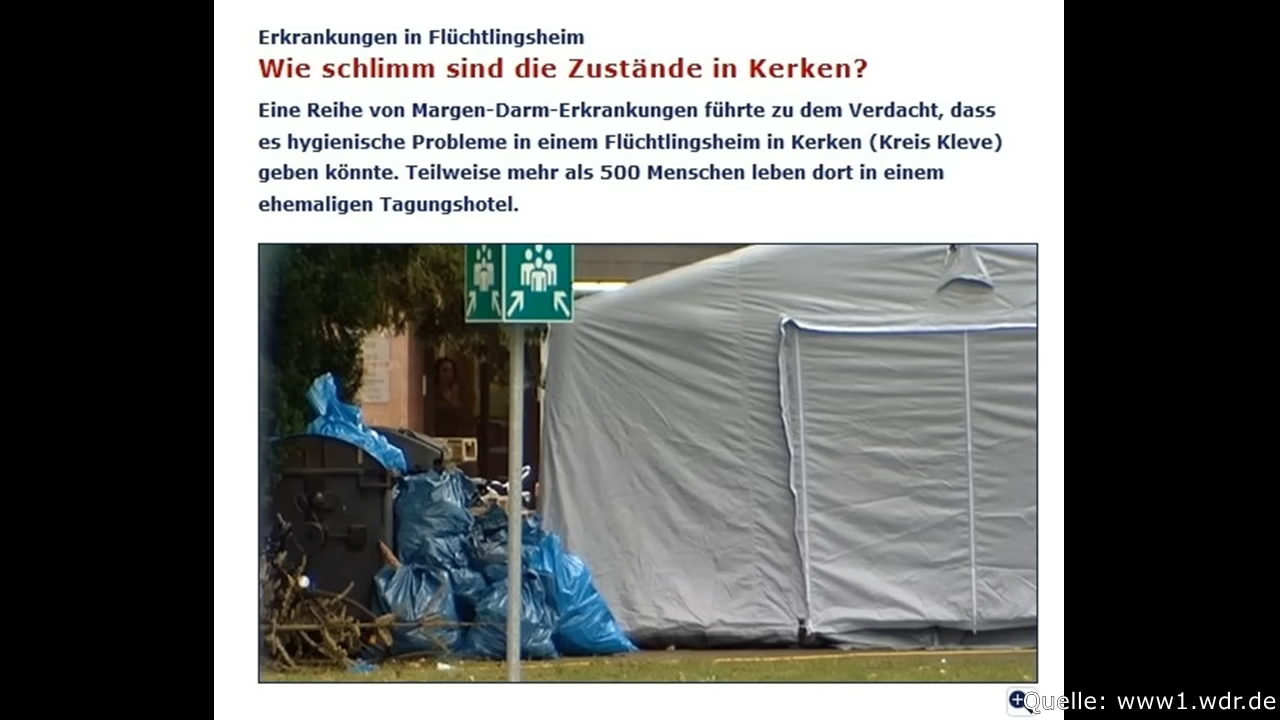 Erkrankungen in Flüchtlingsheim
Wie schlimm sind die Zustände in Kerken?
Eine Reihe von Margen-Darm-Erkrankungen führte zu dem Verdacht, dass
es hygienische Probleme in einem Flüchtlingsheim in Kerken (Kreis Kleve)
geben könnte. Teilweise mehr als 500 Menschen leben dort in einem
ehemaligen Tagungshotel.
Quelle: www1.wdr.de